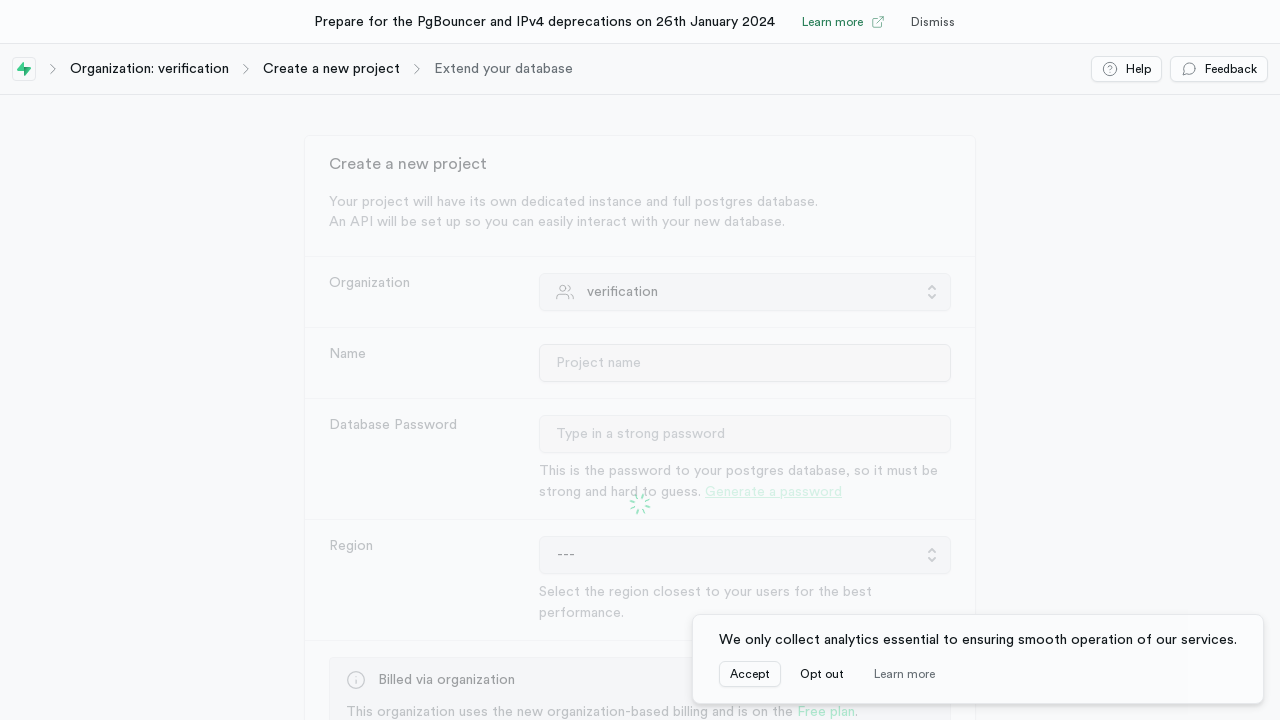 Prepare for the PgBouncer and IPv4 deprecations on 26th January 2024 Learn more Dismiss
Organization: verification Create a new project Extend your database Help Feedback
Create a new project
Your project will have its own dedicated instance and full postgres database.
An API will be set up so you can easily interact with your new database.
Organization verification
Name Project name
Database Password Type in a strong password
This is the password to your postgres database, so it must be
strong and hard to guess. Generate a password
Region ---
Select the region closest to your users for the best
performance.
We only collect analytics essential to ensuring smooth operation of our services.
Accept Opt out Learn more
Billed via organization
This organization uses the new organization-based billing and is on the Free plan.